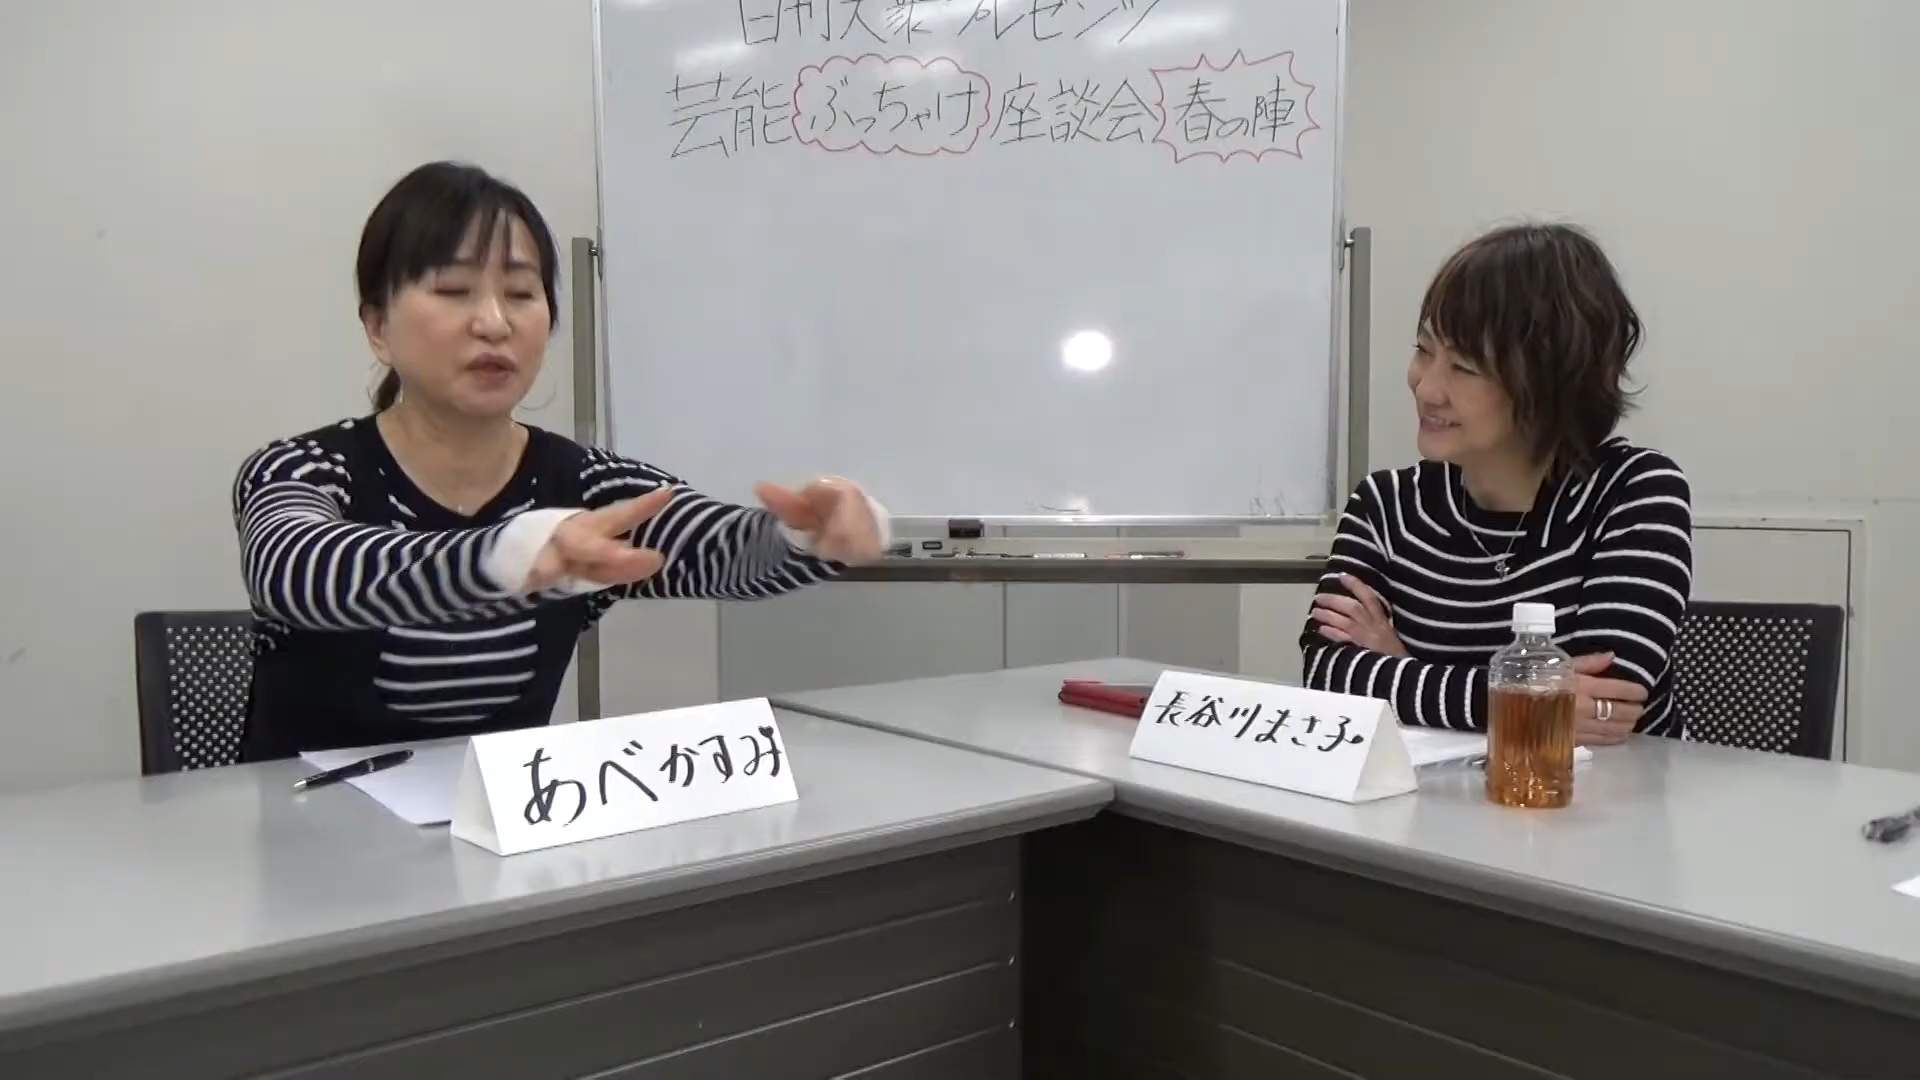 日刊大衆プレゼンツ
芸能ぶっちゃけ座談会春の陣
あべかすみ
長谷川まさ子